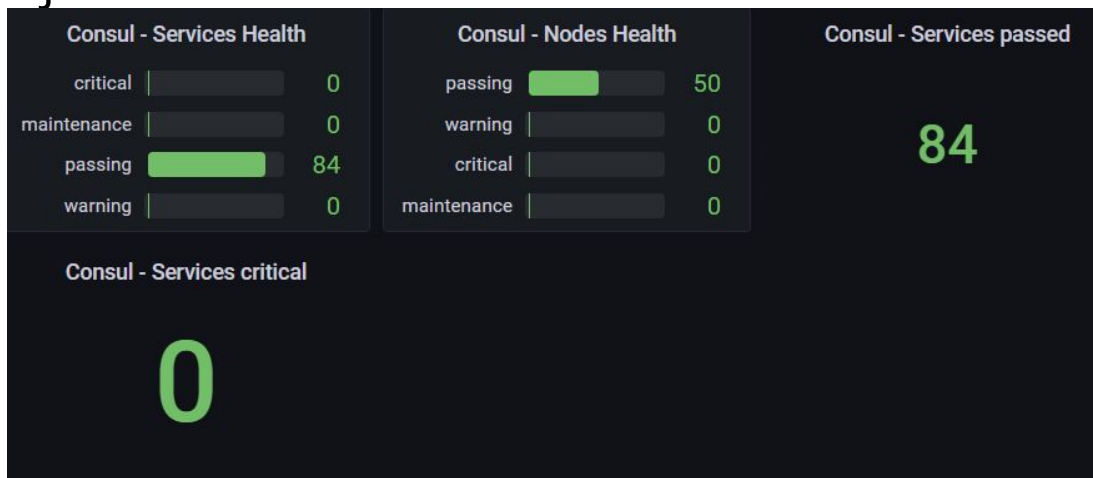 Consul - Services Health
critical 0
maintenance 0
passing 84
warning 0
Consul - Nodes Health
passing 50
warning 0
critical 0
maintenance 0
Consul - Services passed
84
Consul - Services critical
0